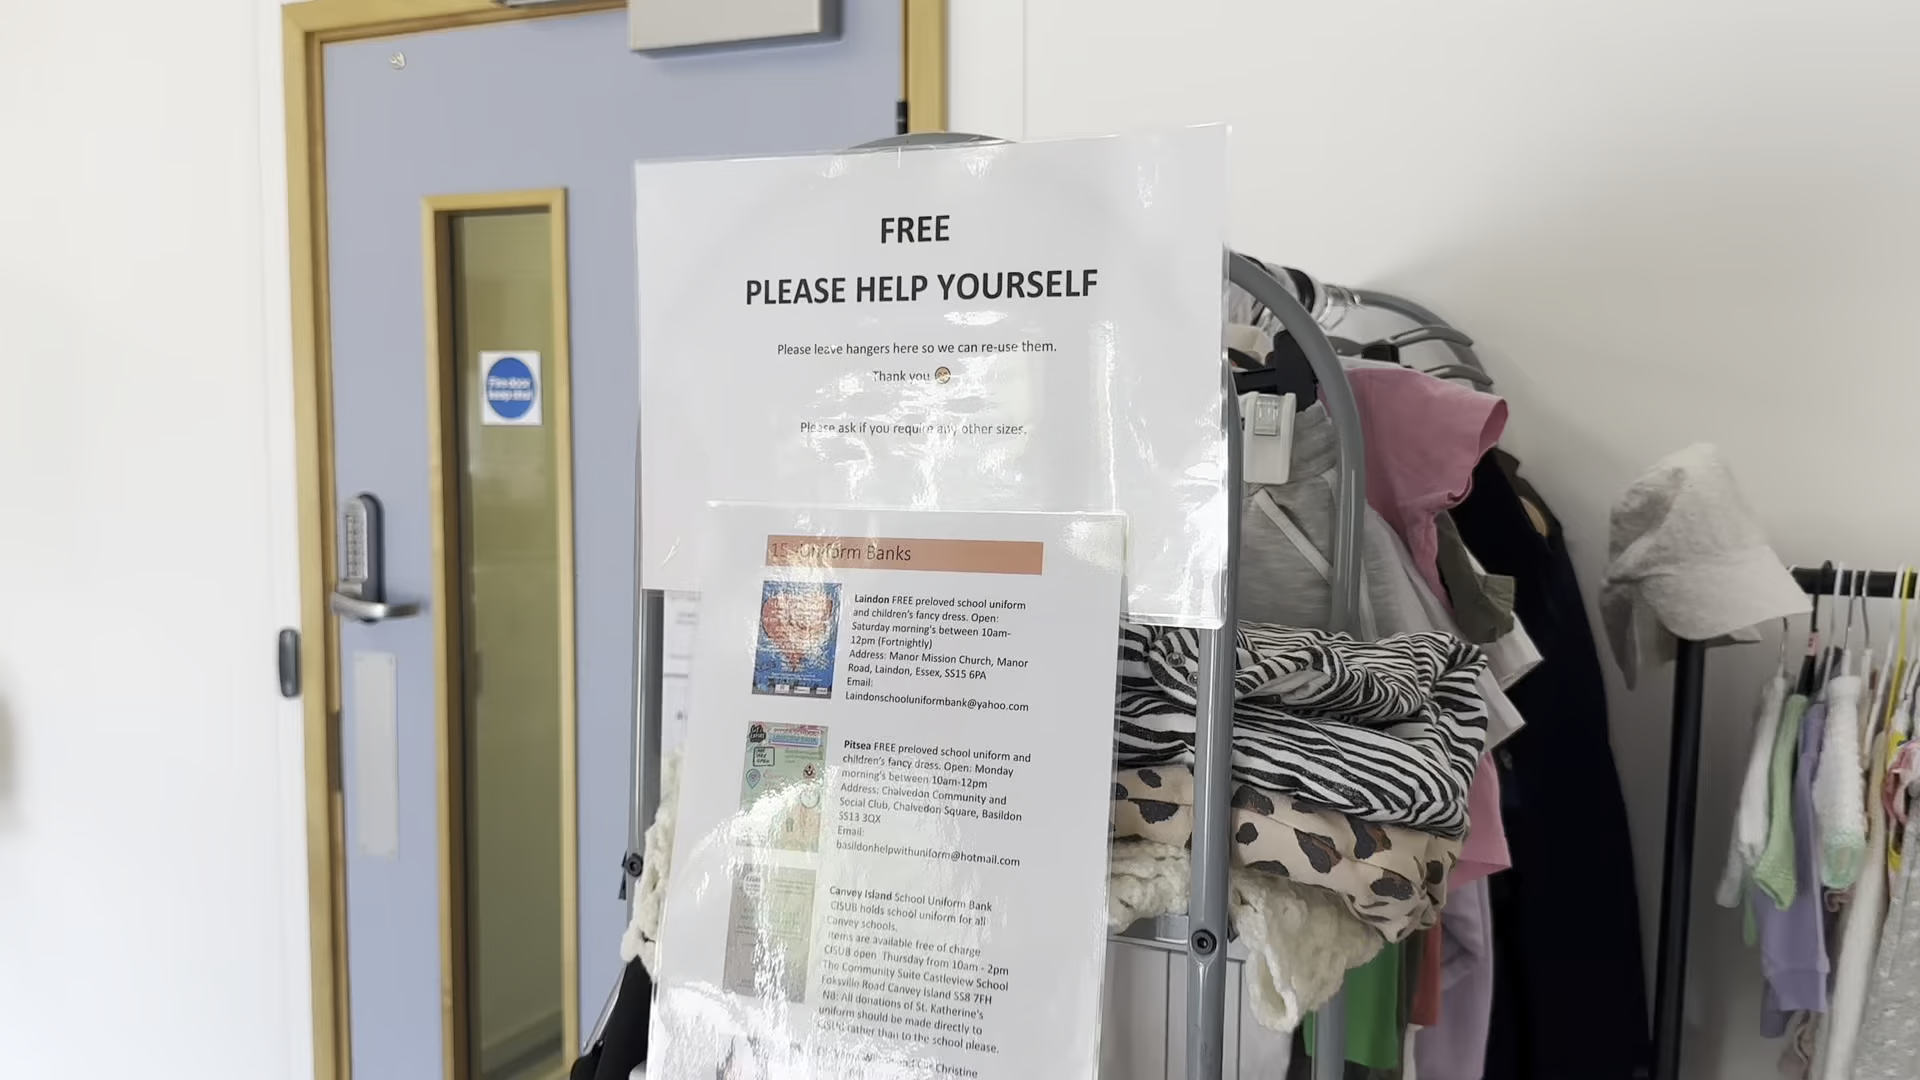 FREE
PLEASE HELP YOURSELF
Please leave hangers here so we can re-use them.
Thank you
Please ask if you require any other sizes.
Fire door
keep shut
15. Uniform Banks
Laindon FREE preloved school uniform
and children's fancy dress. Open:
Saturday morning's between 10am-
12pm (Fortnightly)
Address: Manor Mission Church, Manor
Road, Laindon, Essex, SS15 6PA
Email:
Laindonschooluniformbank@yahoo.com
Pitsea FREE preloved school uniform and
children's fancy dress. Open: Monday
morning's between 10am-12pm
Address: Chalvedon Community and
Social Club, Chalvedon Square, Basildon
SS13 3QX
Email:
basildonhelpwithuniform@hotmail.com
Canvey Island School Uniform Bank
CISUB holds school uniform for all
Canvey schools.
Items are available free of charge
CISUB open Thursday from 10am - 2pm
The Community Suite Castleview School
Foksville Road Canvey Island SS8 7FH
NB: All donations of St. Katherine's
uniform should be made directly to
CISUB rather than to the school please.
Christine